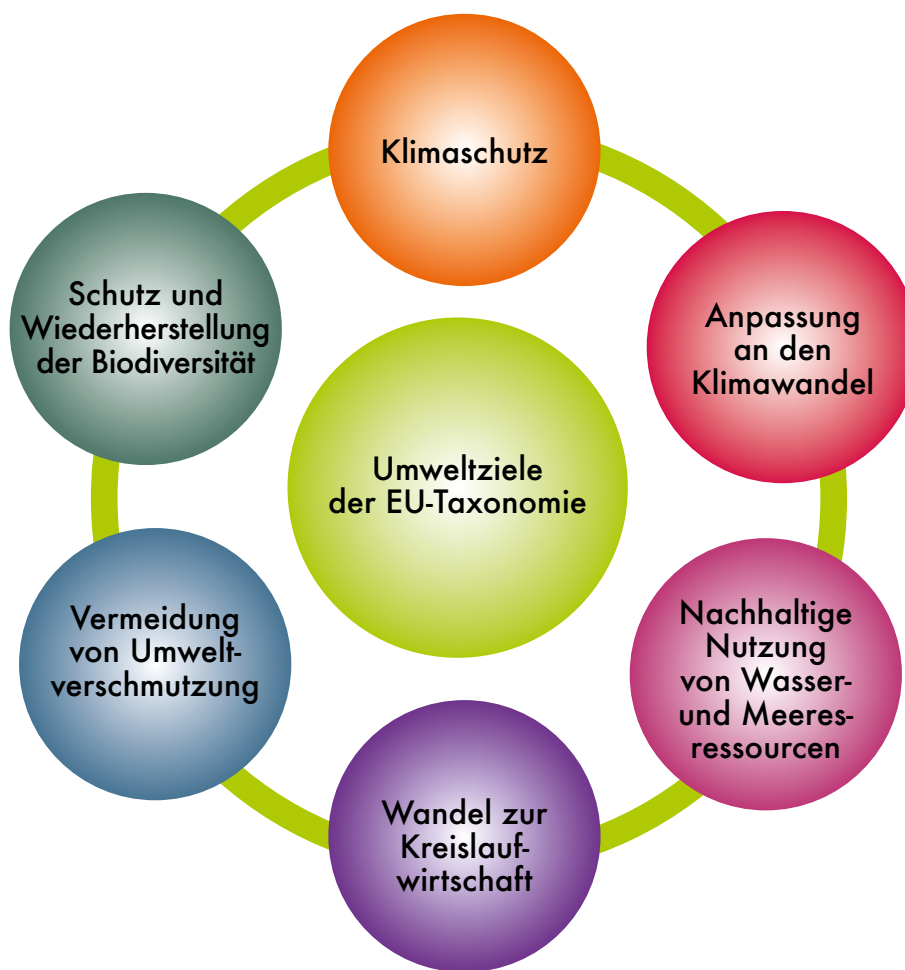 Klimaschutz
Anpassung
an den
Klimawandel
Nachhaltige
Nutzung
von Wasser-
und Meeres-
ressourcen
Wandel zur
Kreislauf-
wirtschaft
Vermeidung
von Umwelt-
verschmutzung
Schutz und
Wiederherstellung
der Biodiversität
Umweltziele
der EU-Taxonomie